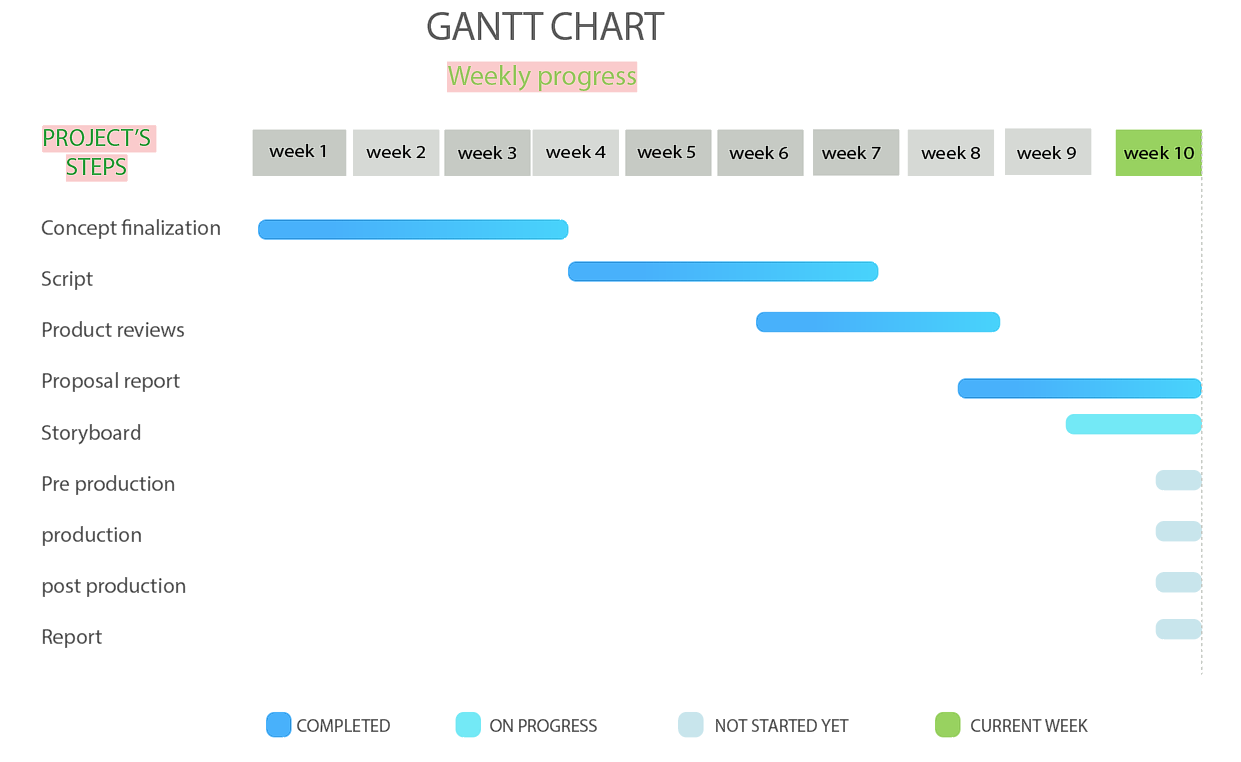 GANTT CHART
Weekly progress
PROJECT'S
STEPS
week 1 week 2 week 3 week 4 week 5 week 6 week 7 week 8 week 9 week 10
Concept finalization
Script
Product reviews
Proposal report
Storyboard
Pre production
production
post production
Report
COMPLETED ON PROGRESS NOT STARTED YET CURRENT WEEK